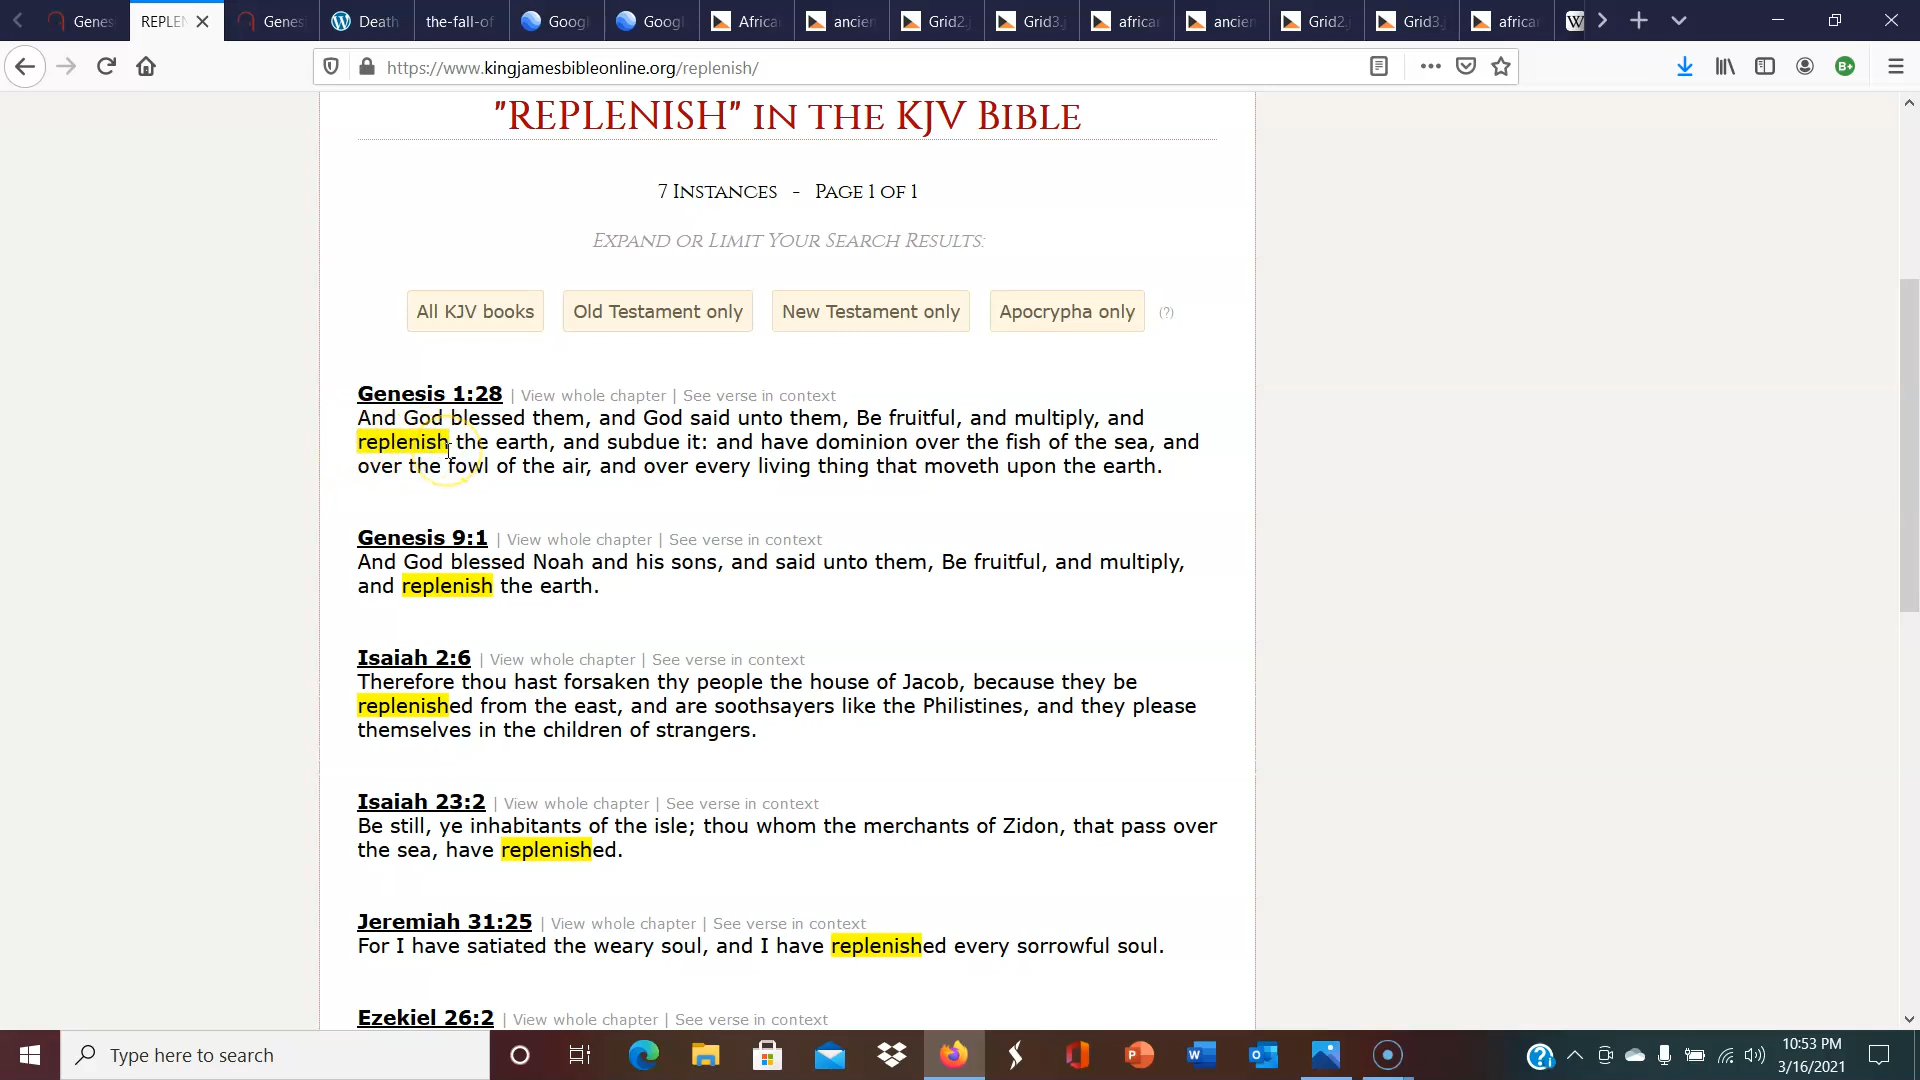 Genes
REPLEN
Genes
Death
the-fall-of
Googl
Googl
African
ancien
Grid2.j
Grid3.j
african
ancien
Grid2.j
Grid3.j
african
https://www.kingjamesbibleonline.org/replenish/
"REPLENISH" IN THE KJV BIBLE
7 INSTANCES - PAGE 1 OF 1
EXPAND OR LIMIT YOUR SEARCH RESULTS:
All KJV books
Old Testament only
New Testament only
Apocrypha only
(?)
Genesis 1:28 | View whole chapter | See verse in context
And God blessed them, and God said unto them, Be fruitful, and multiply, and
replenish the earth, and subdue it: and have dominion over the fish of the sea, and
over the fowl of the air, and over every living thing that moveth upon the earth.
Genesis 9:1 | View whole chapter | See verse in context
And God blessed Noah and his sons, and said unto them, Be fruitful, and multiply,
and replenish the earth.
Isaiah 2:6 | View whole chapter | See verse in context
Therefore thou hast forsaken thy people the house of Jacob, because they be
replenished from the east, and are soothsayers like the Philistines, and they please
themselves in the children of strangers.
Isaiah 23:2 | View whole chapter | See verse in context
Be still, ye inhabitants of the isle; thou whom the merchants of Zidon, that pass over
the sea, have replenished.
Jeremiah 31:25 | View whole chapter | See verse in context
For I have satiated the weary soul, and I have replenished every sorrowful soul.
Ezekiel 26:2 | View whole chapter | See verse in context
Type here to search
10:53 PM
3/16/2021